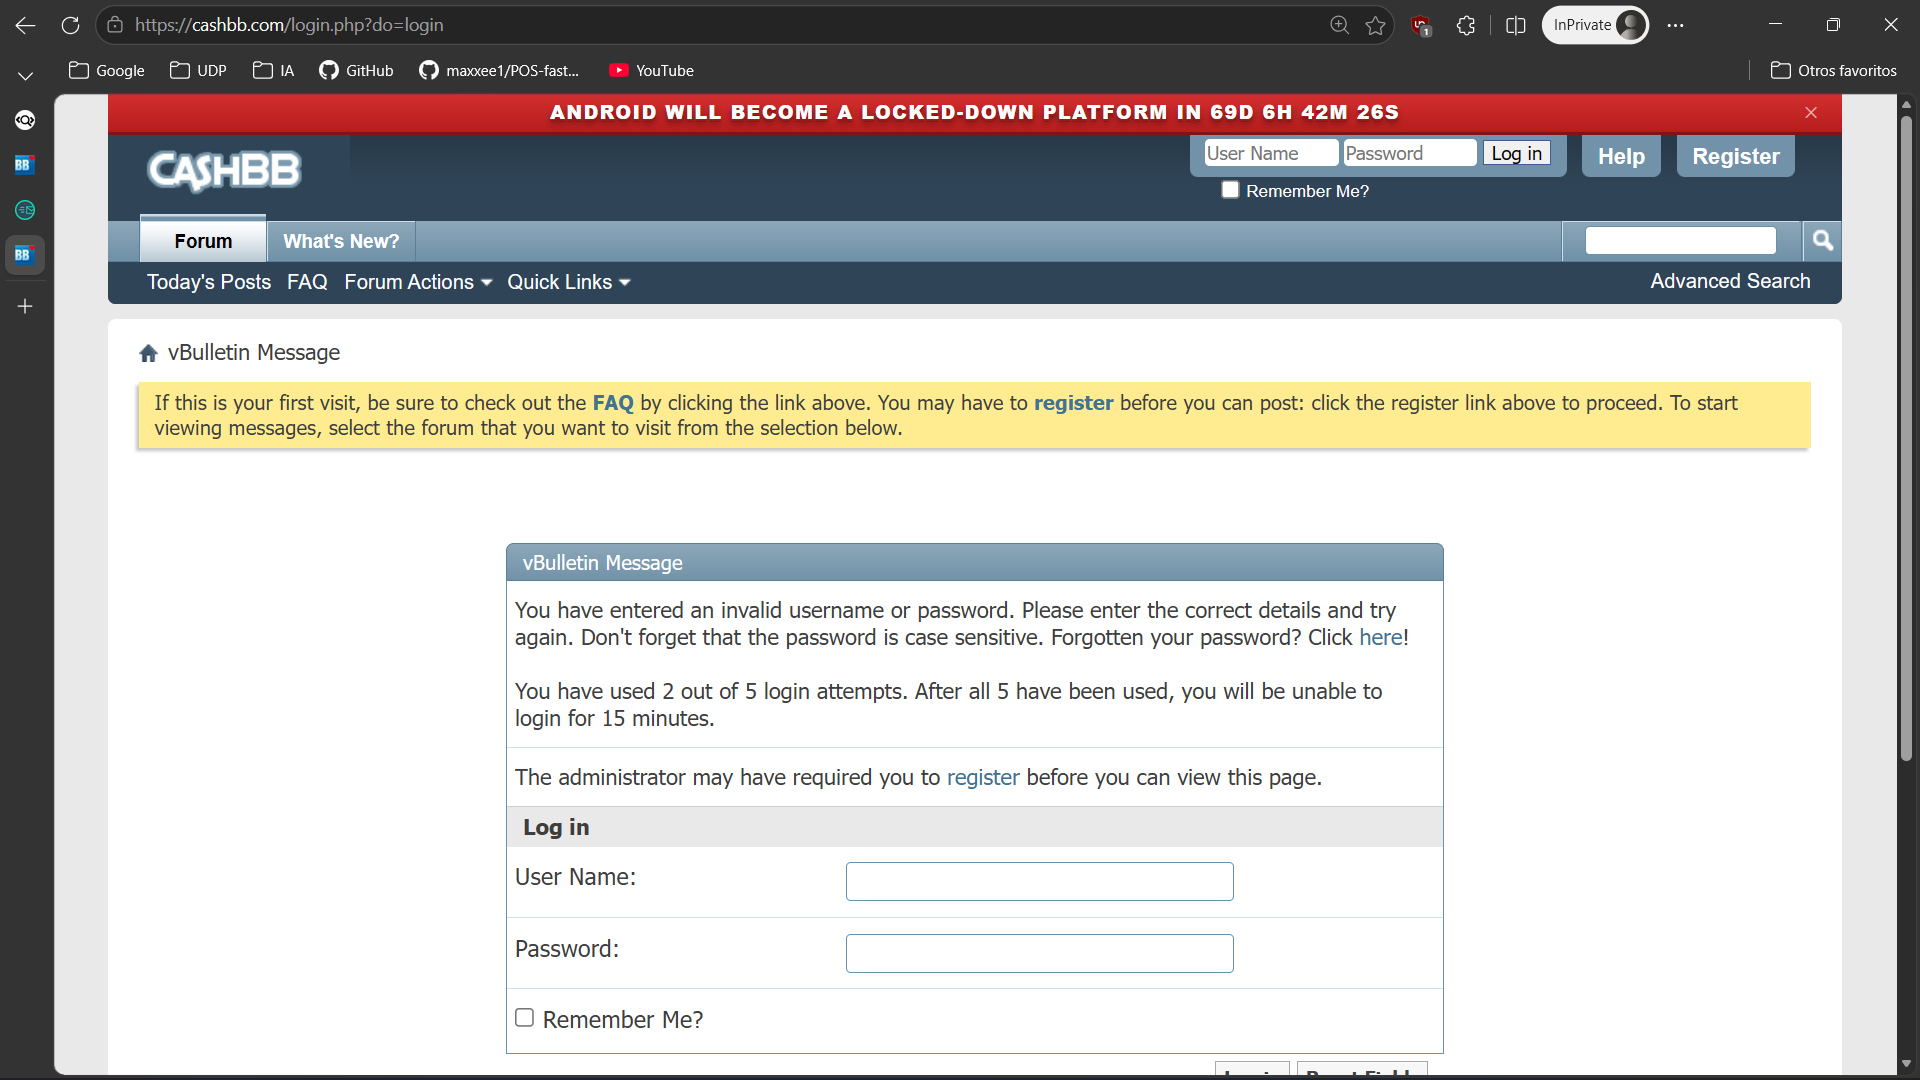 https://cashbb.com/login.php?do=login
1
InPrivate
Google
UDP
IA
GitHub
maxxee1/POS-fast...
YouTube
Otros favoritos
ANDROID WILL BECOME A LOCKED-DOWN PLATFORM IN 69D 6H 42M 26S
CASHBB
User Name
Password
Log in
Help
Register
Remember Me?
BB
BB
Forum
What's New?
Today's Posts
FAQ
Forum Actions
Quick Links
Advanced Search
vBulletin Message
If this is your first visit, be sure to check out the FAQ by clicking the link above. You may have to register before you can post: click the register link above to proceed. To start
viewing messages, select the forum that you want to visit from the selection below.
vBulletin Message
You have entered an invalid username or password. Please enter the correct details and try
again. Don't forget that the password is case sensitive. Forgotten your password? Click here!
You have used 2 out of 5 login attempts. After all 5 have been used, you will be unable to
login for 15 minutes.
The administrator may have required you to register before you can view this page.
Log in
User Name:
Password:
Remember Me?